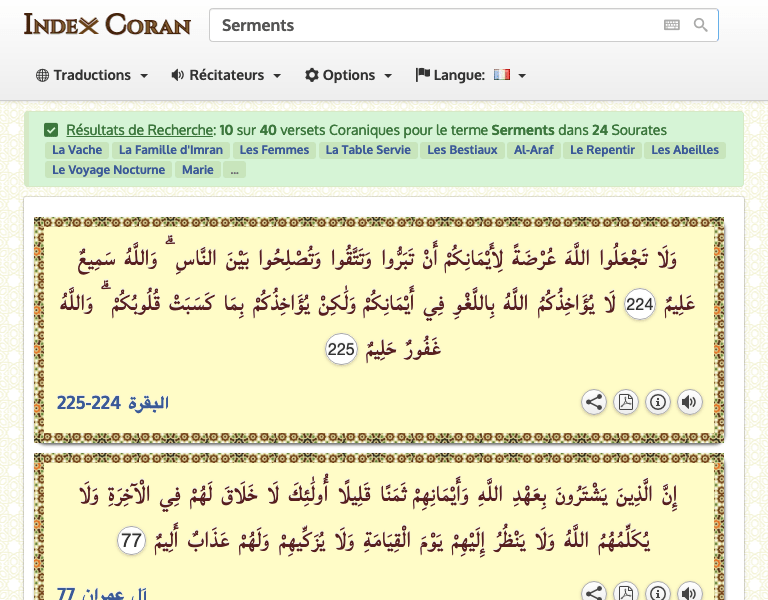 INDEX CORAN
Serments
Traductions Récitateurs Options Langue:
Résultats de Recherche: 10 sur 40 versets Coraniques pour le terme Serments dans 24 Sourates
La Vache La Famille d'Imran Les Femmes La Table Servie Les Bestiaux Al-Araf Le Repentir Les Abeilles
Le Voyage Nocturne Marie ...
وَلَا تَجْعَلُوا اللَّهَ عُرْضَةً لِأَيْمَانِكُمْ أَنْ تَبَرُّوا وَتَتَّقُوا وَتُصْلِحُوا بَيْنَ النَّاسِ ۗ وَاللَّهُ سَمِيعٌ
عَلِيمٌ 224 لَا يُؤَاخِذُكُمُ اللَّهُ بِاللَّغْوِ فِي أَيْمَانِكُمْ وَلَٰكِنْ يُؤَاخِذُكُمْ بِمَا كَسَبَتْ قُلُوبُكُمْ ۗ وَاللَّهُ
غَفُورٌ حَلِيمٌ 225
البقرة 224-225
إِنَّ الَّذِينَ يَشْتَرُونَ بِعَهْدِ اللَّهِ وَأَيْمَانِهِمْ ثَمَنًا قَلِيلًا أُولَٰئِكَ لَا خَلَاقَ لَهُمْ فِي الْآخِرَةِ وَلَا
يُكَلِّمُهُمُ اللَّهُ وَلَا يَنْظُرُ إِلَيْهِمْ يَوْمَ الْقِيَامَةِ وَلَا يُزَكِّيهِمْ وَلَهُمْ عَذَابٌ أَلِيمٌ 77
آل عمران 77